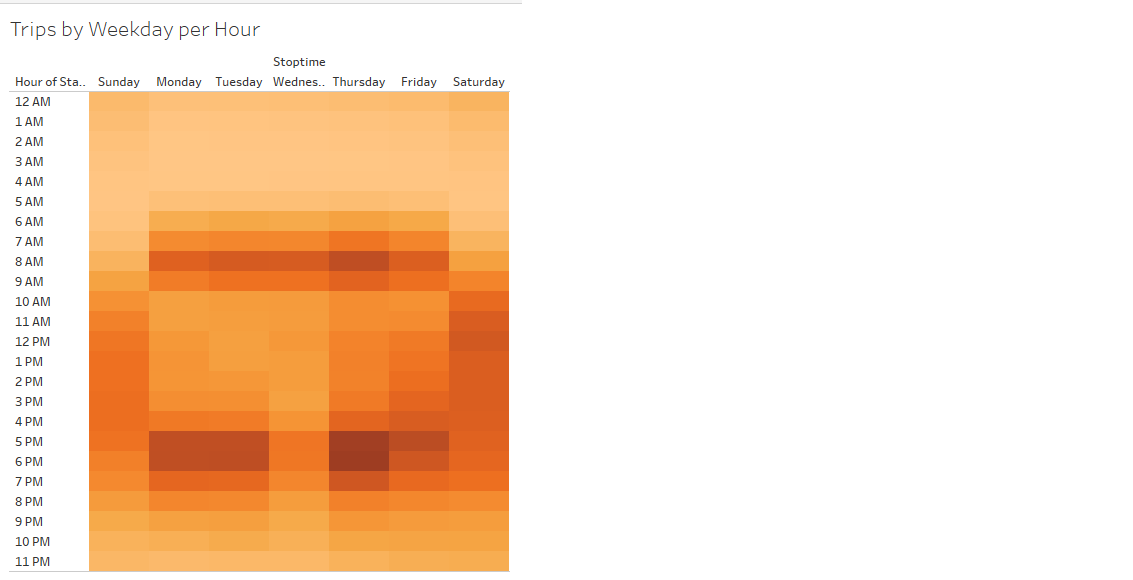 Trips by Weekday per Hour
Stoptime
Hour of Sta.. Sunday Monday Tuesday Wednes.. Thursday Friday Saturday
12 AM
1 AM
2 AM
3 AM
4 AM
5 AM
6 AM
7 AM
8 AM
9 AM
10 AM
11 AM
12 PM
1 PM
2 PM
3 PM
4 PM
5 PM
6 PM
7 PM
8 PM
9 PM
10 PM
11 PM